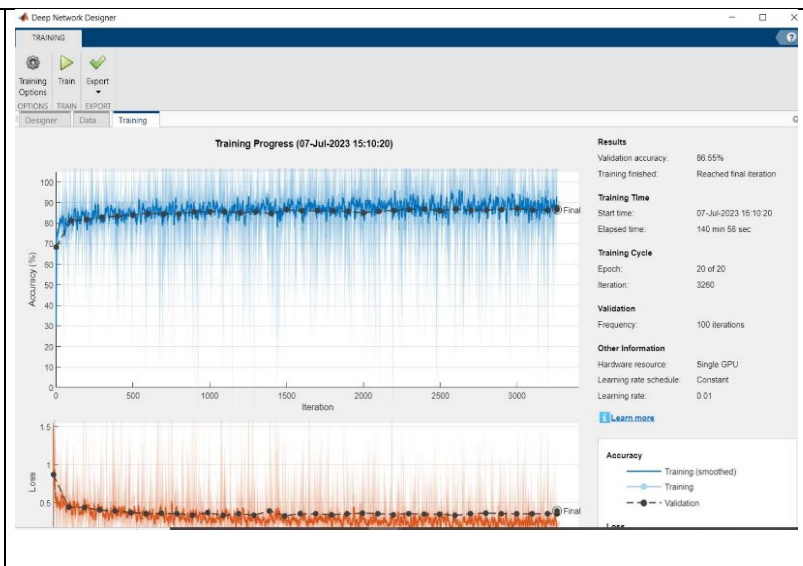 Deep Network Designer
TRAINING
Training Options
Train
Export
OPTIONS TRAIN EXPORT
Designer Data Training
Training Progress (07-Jul-2023 15:10:20)
100
90
80
70
60
50
40
30
20
10
0
Accuracy (%)
Final
0 500 1000 1500 2000 2500 3000
Iteration
1.5
1
0.5
Loss
Final
Results
Validation accuracy: 86.55%
Training finished: Reached final iteration
Training Time
Start time: 07-Jul-2023 15:10:20
Elapsed time: 140 min 58 sec
Training Cycle
Epoch: 20 of 20
Iteration: 3260
Validation
Frequency: 100 iterations
Other Information
Hardware resource: Single GPU
Learning rate schedule: Constant
Learning rate: 0.01
Learn more
Accuracy
Training (smoothed)
Training
Validation
Loss